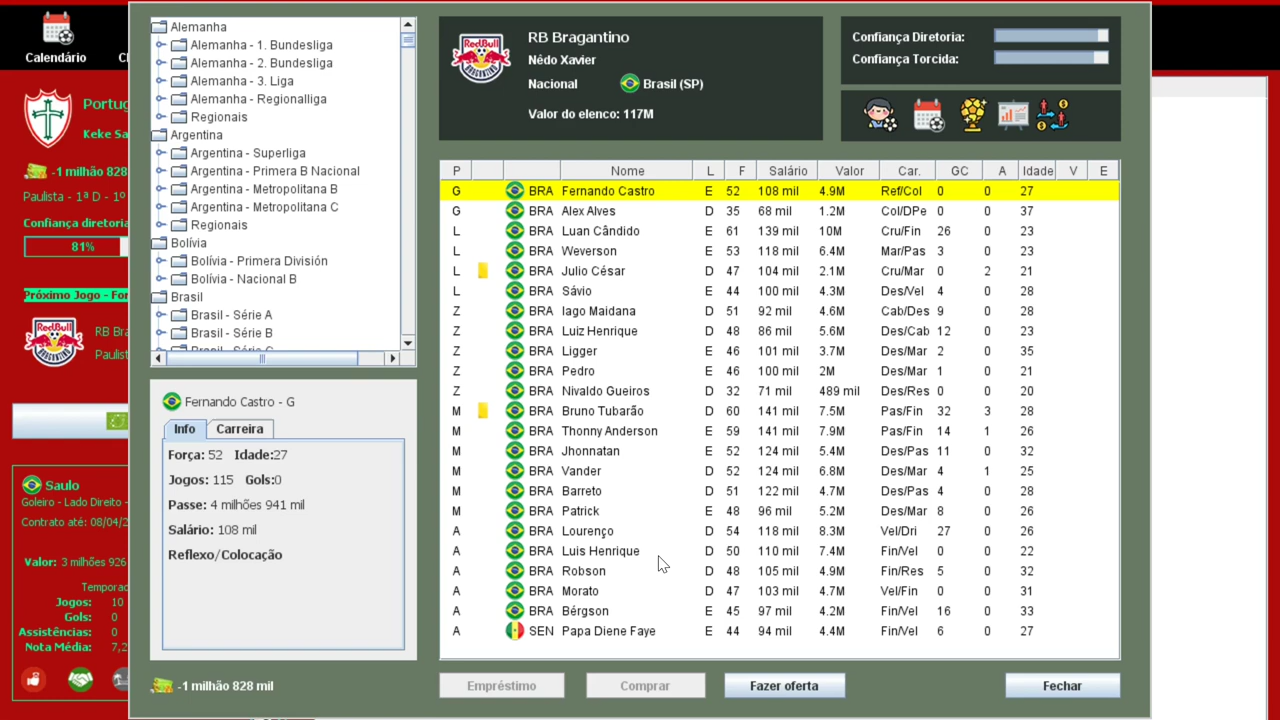 Calendário
Portug
Keke Sa
-1 milhão 828
Paulista - 1ª D - 1º
Confiança diretoria
81%
Próximo Jogo - For
RB Bra
Paulist
Saulo
Goleiro - Lado Direito -
Contrato até: 08/04/2
Valor: 3 milhões 926
Temporad
Jogos: 10
Gols: 0
Assistências: 0
Nota Média: 7,2
Alemanha
Alemanha - 1. Bundesliga
Alemanha - 2. Bundesliga
Alemanha - 3. Liga
Alemanha - Regionalliga
Regionais
Argentina
Argentina - Superliga
Argentina - Primera B Nacional
Argentina - Metropolitana B
Argentina - Metropolitana C
Regionais
Bolívia
Bolívia - Primera División
Bolívia - Nacional B
Brasil
Brasil - Série A
Brasil - Série B
Brasil - Série C
Fernando Castro - G
Info Carreira
Força: 52 Idade:27
Jogos: 115 Gols:0
Passe: 4 milhões 941 mil
Salário: 108 mil
Reflexo/Colocação
-1 milhão 828 mil
RedBull
RB Bragantino
Nédo Xavier
Nacional Brasil (SP)
Valor do elenco: 117M
Confiança Diretoria:
Confiança Torcida:
P Nome L F Salário Valor Car. GC A Idade V E
G BRA Fernando Castro E 52 108 mil 4.9M Ref/Col 0 0 27
G BRA Alex Alves D 35 68 mil 1.2M Col/DPe 0 0 37
L BRA Luan Cândido E 61 139 mil 10M Cru/Fin 26 0 23
L BRA Weverson E 53 118 mil 6.4M Mar/Pas 3 0 23
L BRA Julio César D 47 104 mil 2.1M Cru/Mar 0 2 21
L BRA Sávio E 44 100 mil 4.3M Des/Vel 4 0 28
Z BRA Iago Maidana D 51 92 mil 4.6M Cab/Des 9 0 28
Z BRA Luiz Henrique D 48 86 mil 5.6M Des/Cab 12 0 23
Z BRA Ligger E 46 101 mil 3.7M Des/Mar 2 0 35
Z BRA Pedro E 46 100 mil 2M Des/Mar 1 0 21
Z BRA Nivaldo Gueiros D 32 71 mil 489 mil Des/Res 0 0 20
M BRA Bruno Tubarão D 60 141 mil 7.5M Pas/Fin 32 3 28
M BRA Thonny Anderson E 59 141 mil 7.9M Pas/Fin 14 1 26
M BRA Jhonnatan E 52 124 mil 5.4M Des/Pas 11 0 32
M BRA Vander D 52 124 mil 6.8M Des/Mar 4 1 25
M BRA Barreto D 51 122 mil 4.7M Des/Pas 4 0 28
M BRA Patrick E 48 96 mil 5.2M Des/Mar 8 0 26
A BRA Lourenço D 54 118 mil 8.3M Vel/Dri 27 0 26
A BRA Luis Henrique D 50 110 mil 7.4M Fin/Vel 0 0 22
A BRA Robson D 48 105 mil 4.9M Fin/Res 5 0 32
A BRA Morato D 47 103 mil 4.7M Vel/Fin 0 0 31
A BRA Bérgson E 45 97 mil 4.2M Fin/Vel 16 0 33
A SEN Papa Diene Faye E 44 94 mil 4.4M Fin/Vel 6 0 27
Empréstimo Comprar Fazer oferta Fechar